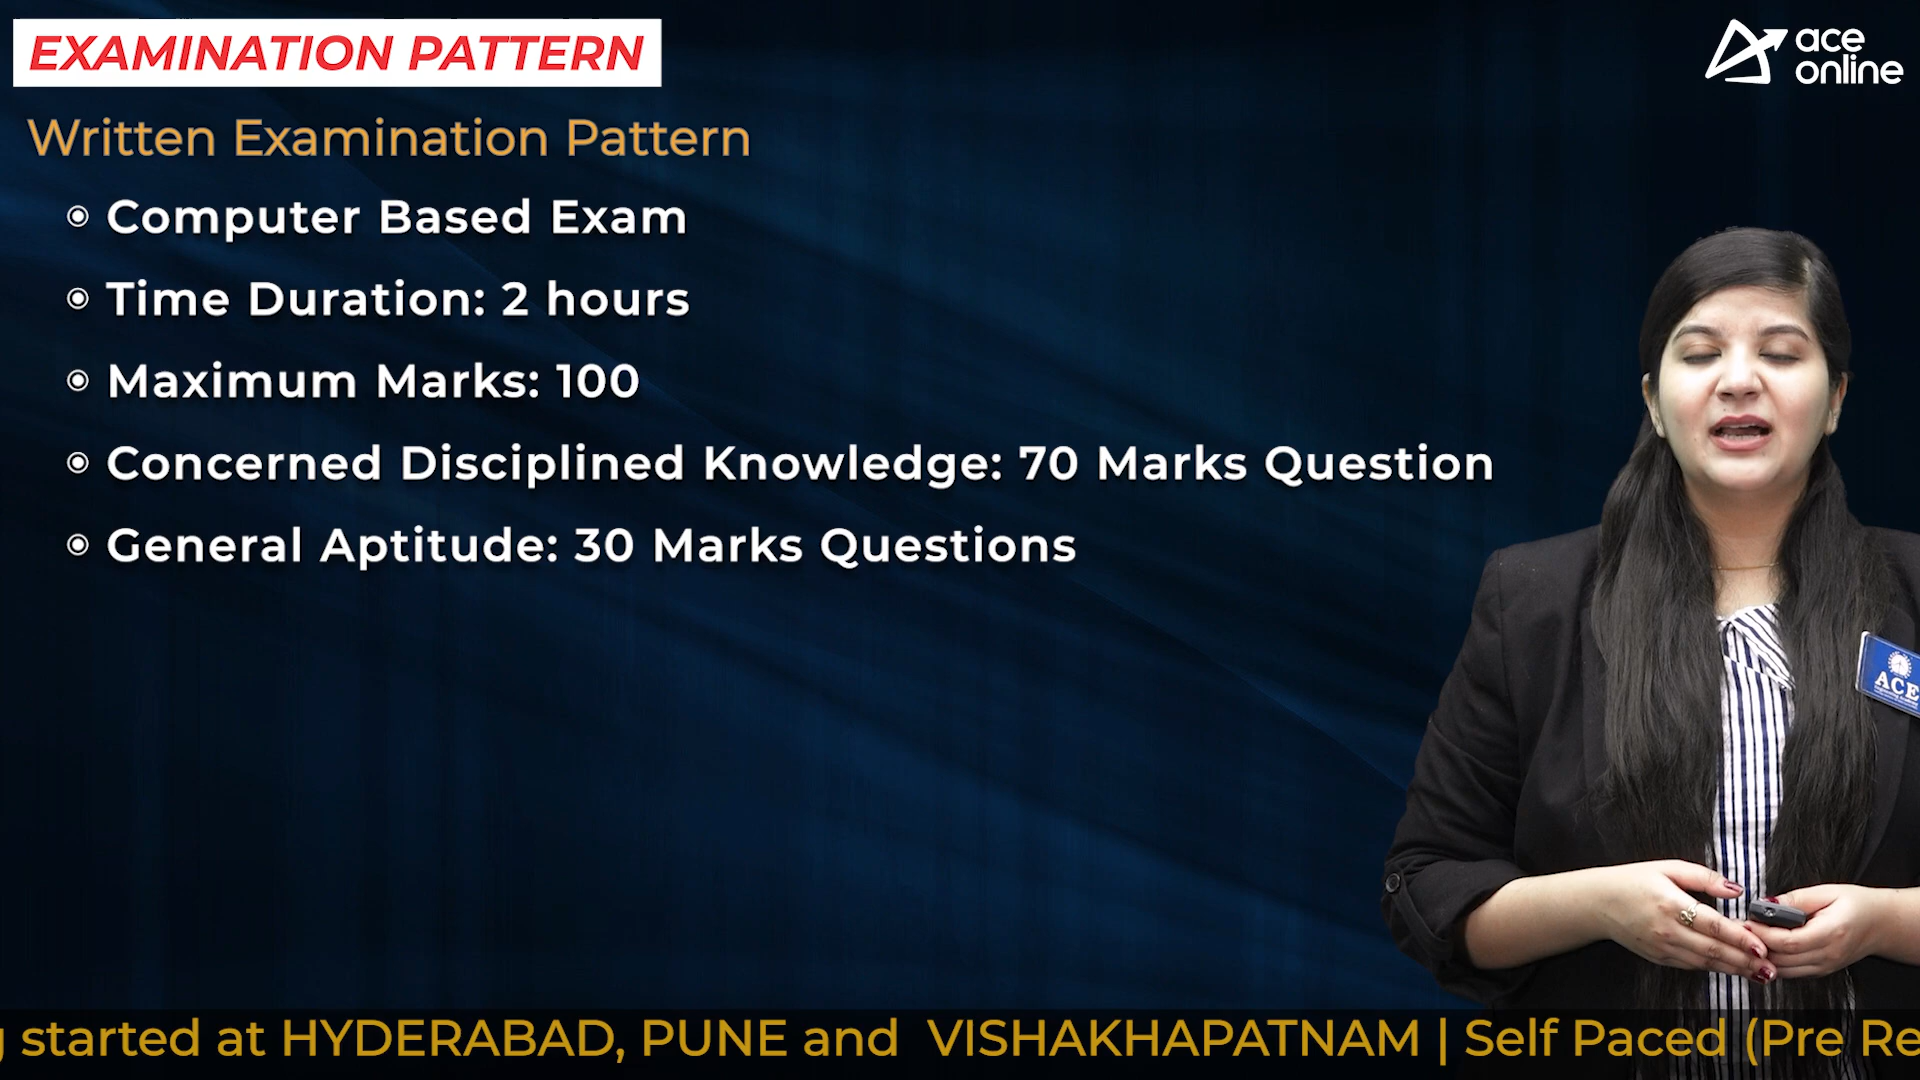 EXAMINATION PATTERN
ace
online
Written Examination Pattern
Computer Based Exam
Time Duration: 2 hours
Maximum Marks: 100
Concerned Disciplined Knowledge: 70 Marks Question
General Aptitude: 30 Marks Questions
ACE
started at HYDERABAD, PUNE and VISHAKHAPATNAM | Self Paced (Pre Re